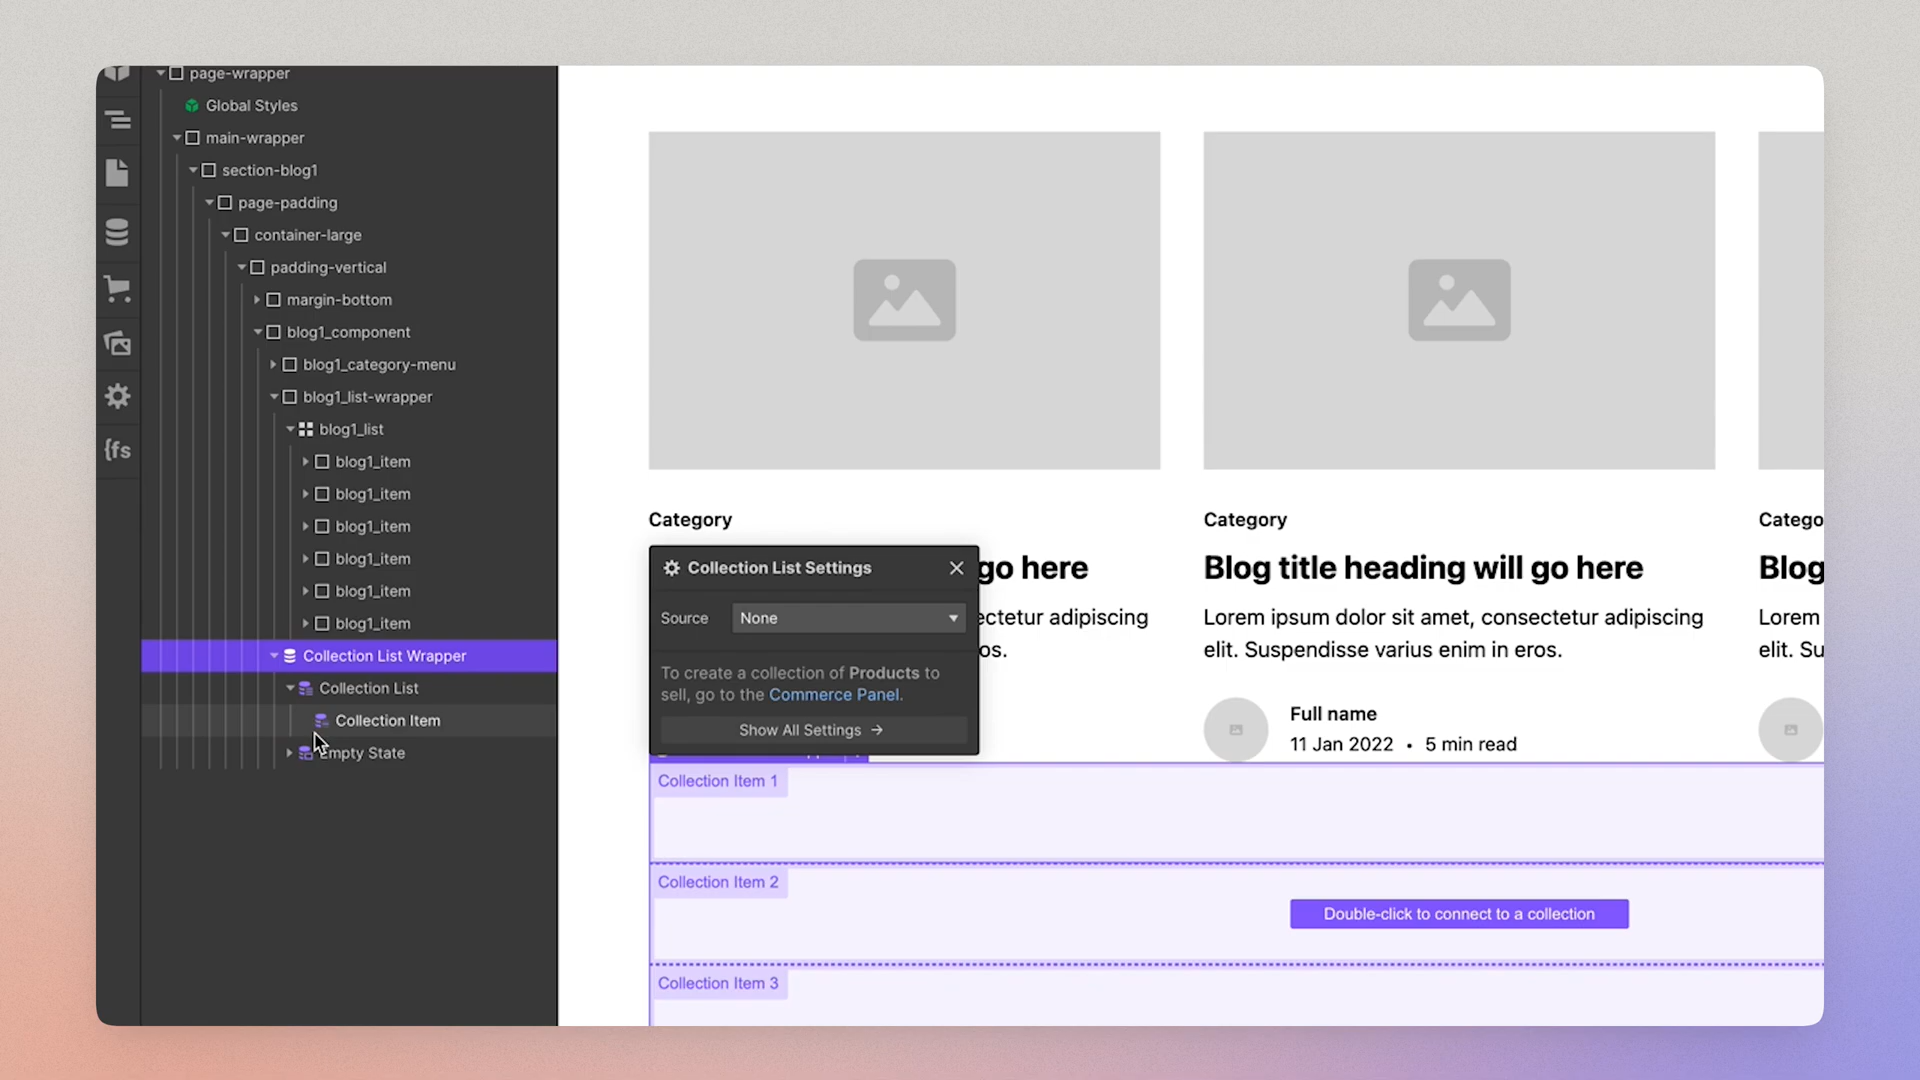 page-wrapper
Global Styles
main-wrapper
section-blog1
page-padding
container-large
padding-vertical
margin-bottom
blog1_component
blog1_category-menu
blog1_list-wrapper
blog1_list
blog1_item
blog1_item
blog1_item
blog1_item
blog1_item
blog1_item
Collection List Wrapper
Collection List
Collection Item
Empty State
{fs
Category
go here
ectetur adipiscing
os.
Collection List Settings
Source
None
To create a collection of Products to
sell, go to the Commerce Panel.
Show All Settings →
Category
Blog title heading will go here
Lorem ipsum dolor sit amet, consectetur adipiscing
elit. Suspendisse varius enim in eros.
Full name
11 Jan 2022 • 5 min read
Catego
Blog
Lorem
elit. Su
Collection Item 1
Collection Item 2
Double-click to connect to a collection
Collection Item 3